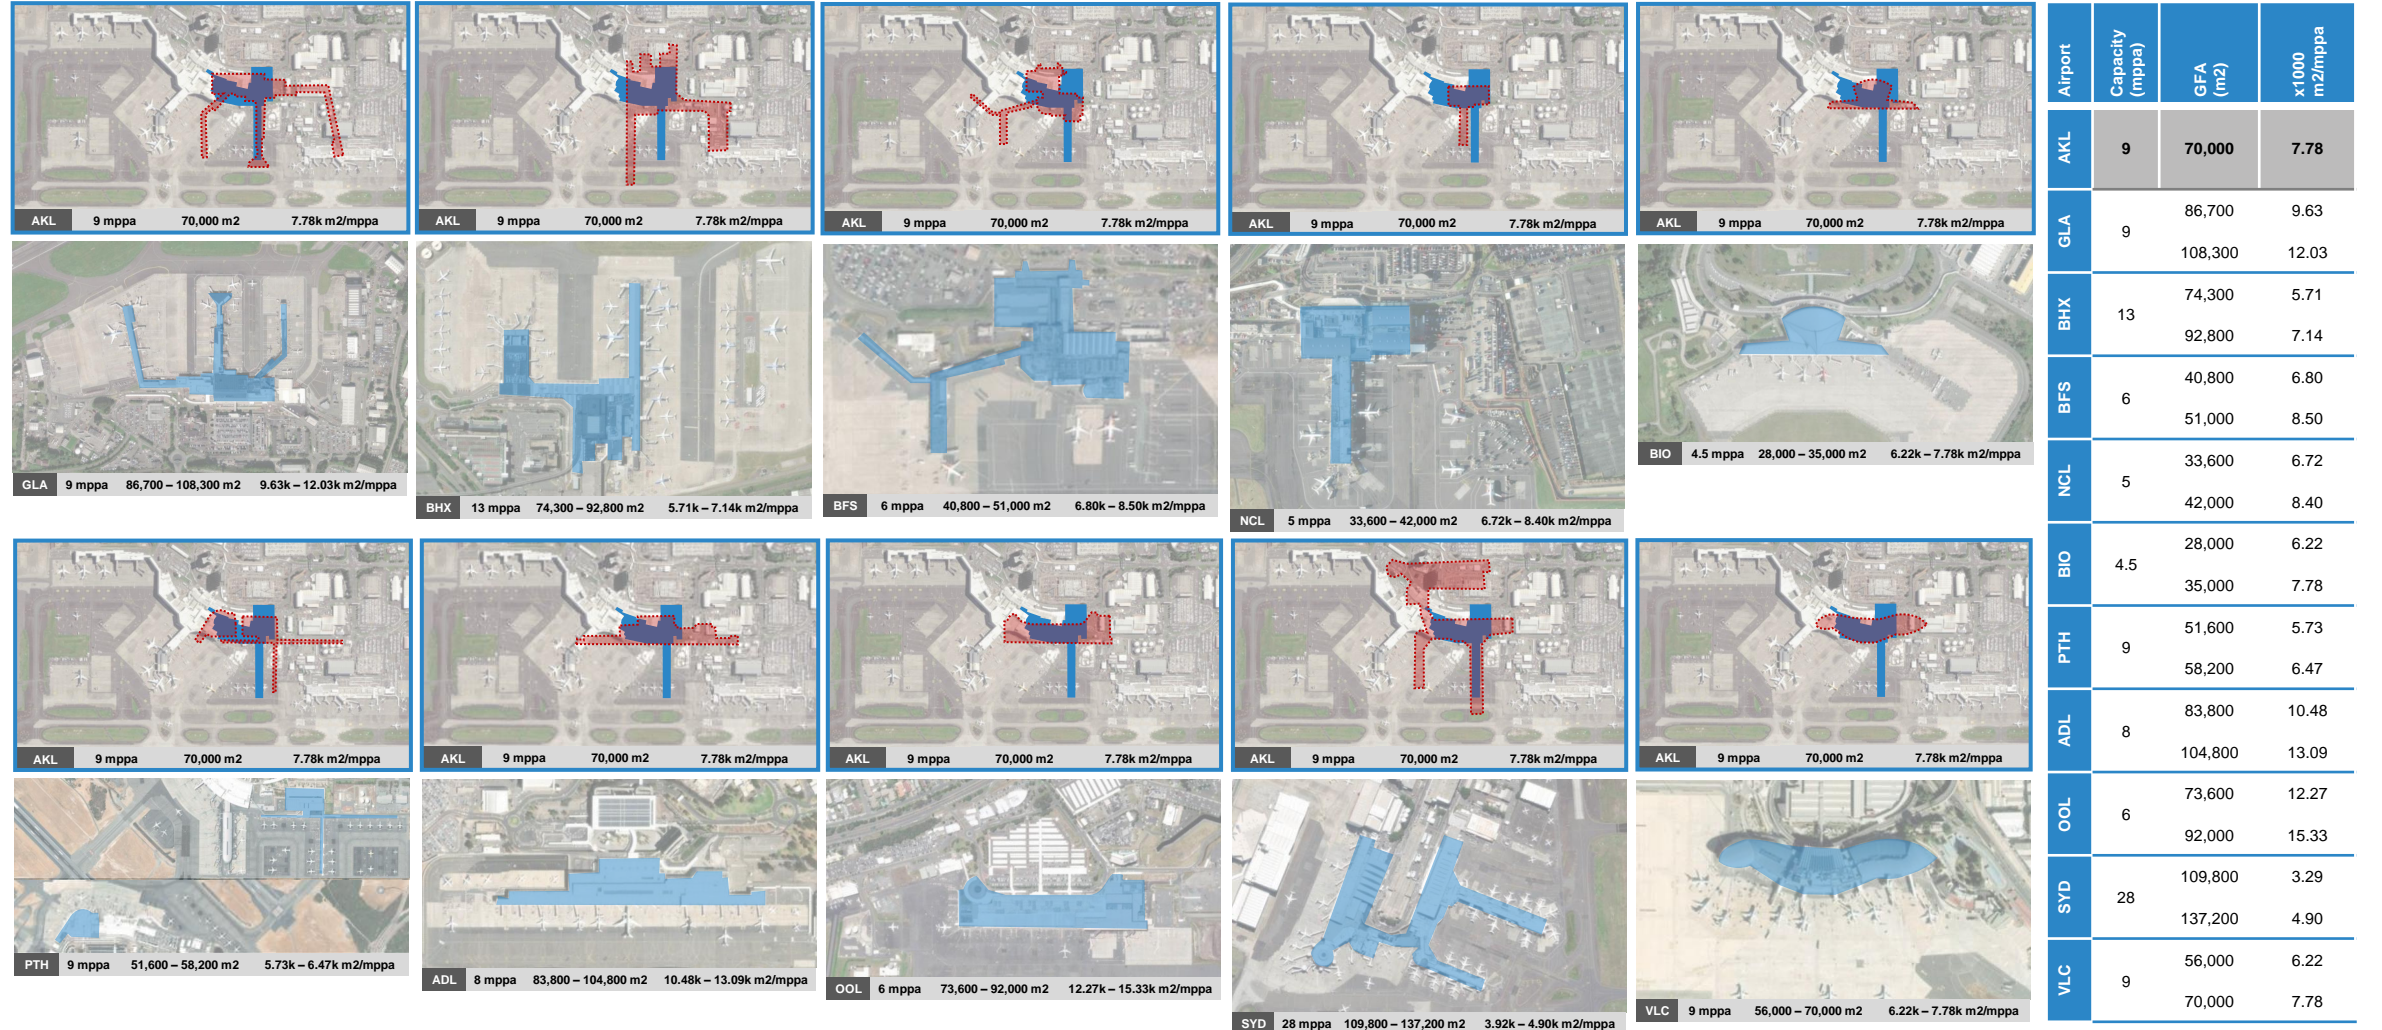 AKL 9 mppa 70,000 m2 7.78k m2/mppa
AKL 9 mppa 70,000 m2 7.78k m2/mppa
AKL 9 mppa 70,000 m2 7.78k m2/mppa
AKL 9 mppa 70,000 m2 7.78k m2/mppa
AKL 9 mppa 70,000 m2 7.78k m2/mppa
GLA 9 mppa 86,700 – 108,300 m2 9.63k – 12.03k m2/mppa
BHX 13 mppa 74,300 – 92,800 m2 5.71k – 7.14k m2/mppa
BFS 6 mppa 40,800 – 51,000 m2 6.80k – 8.50k m2/mppa
NCL 5 mppa 33,600 – 42,000 m2 6.72k – 8.40k m2/mppa
BIO 4.5 mppa 28,000 – 35,000 m2 6.22k – 7.78k m2/mppa
AKL 9 mppa 70,000 m2 7.78k m2/mppa
AKL 9 mppa 70,000 m2 7.78k m2/mppa
AKL 9 mppa 70,000 m2 7.78k m2/mppa
AKL 9 mppa 70,000 m2 7.78k m2/mppa
AKL 9 mppa 70,000 m2 7.78k m2/mppa
PTH 9 mppa 51,600 – 58,200 m2 5.73k – 6.47k m2/mppa
ADL 8 mppa 83,800 – 104,800 m2 10.48k – 13.09k m2/mppa
OOL 6 mppa 73,600 – 92,000 m2 12.27k – 15.33k m2/mppa
SYD 28 mppa 109,800 – 137,200 m2 3.92k – 4.90k m2/mppa
VLC 9 mppa 56,000 – 70,000 m2 6.22k – 7.78k m2/mppa
Airport
Capacity
(mppa)
GFA
(m2)
x1000
m2/mppa
AKL 9 70,000 7.78
GLA 9
86,700 9.63
108,300 12.03
BHX 13
74,300 5.71
92,800 7.14
BFS 6
40,800 6.80
51,000 8.50
NCL 5
33,600 6.72
42,000 8.40
BIO 4.5
28,000 6.22
35,000 7.78
PTH 9
51,600 5.73
58,200 6.47
ADL 8
83,800 10.48
104,800 13.09
OOL 6
73,600 12.27
92,000 15.33
SYD 28
109,800 3.29
137,200 4.90
VLC 9
56,000 6.22
70,000 7.78